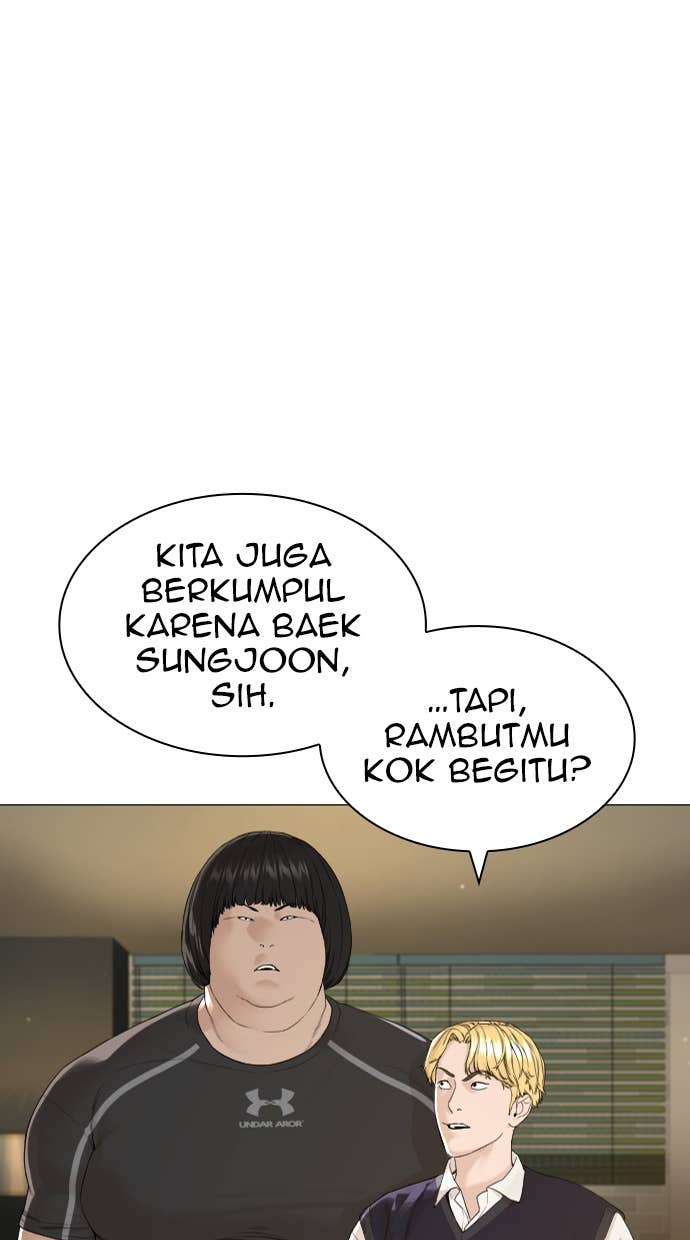 KITA JUGA
BERKUMPUL
KARENA BAEK
SUNGJOON,
SIH.
...TAPI,
RAMBUTMU
KOK BEGITU?
UNDAR AROR